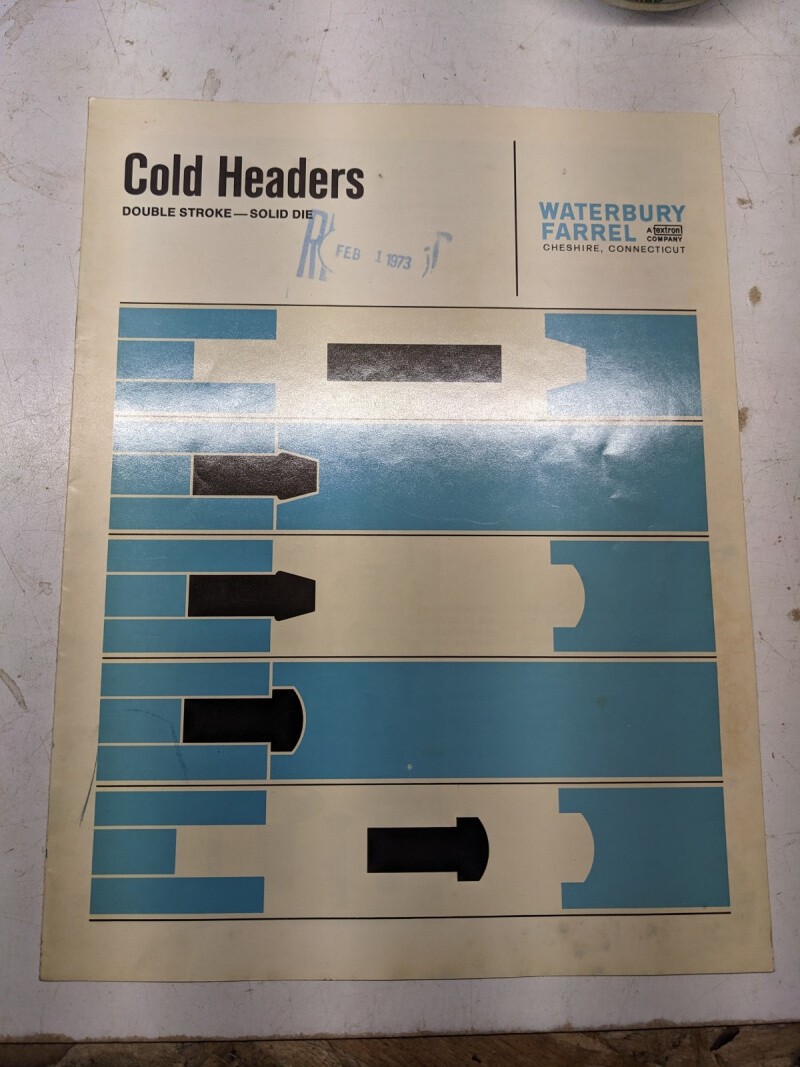 Cold Headers
DOUBLE STROKE—SOLID DIE
FEB 1 1973
WATERBURY
FARREL
A textron
COMPANY
CHESHIRE, CONNECTICUT